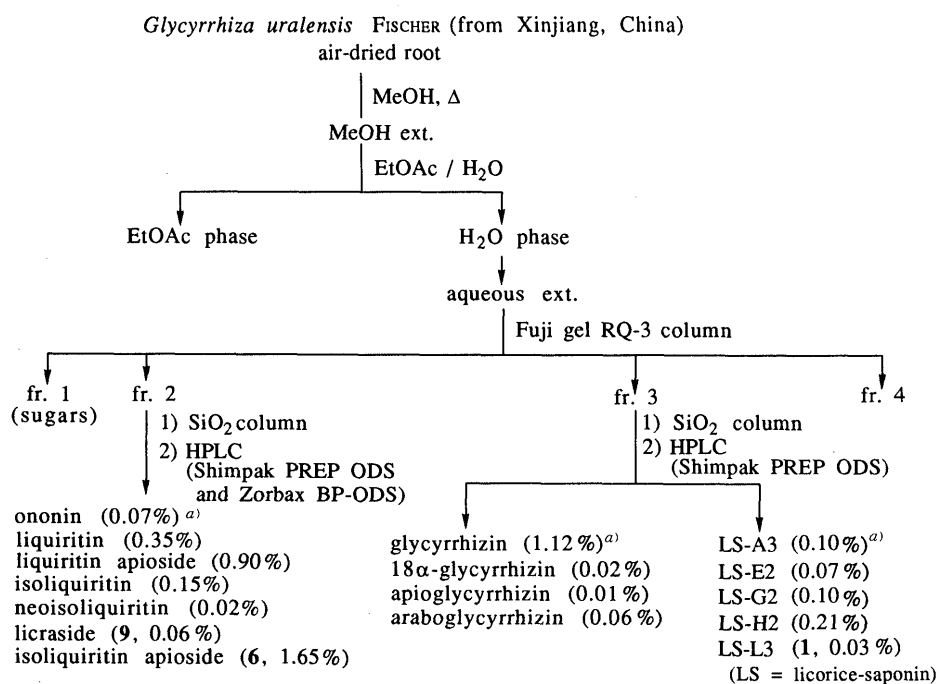 Glycyrrhiza uralensis FISCHER (from Xinjiang, China)
air-dried root
MeOH, Δ
MeOH ext.
EtOAc / H₂O
EtOAc phase
H₂O phase
aqueous ext.
Fuji gel RQ-3 column
fr. 1
(sugars)
fr. 2
fr. 3
fr. 4
1) SiO₂ column
2) HPLC
(Shimpak PREP ODS
and Zorbax BP-ODS)
1) SiO₂ column
2) HPLC
(Shimpak PREP ODS)
ononin (0.07%) a)
liquiritin (0.35%)
liquiritin apioside (0.90%)
isoliquiritin (0.15%)
neoisoliquiritin (0.02%)
licraside (9, 0.06%)
isoliquiritin apioside (6, 1.65%)
glycyrrhizin (1.12%) a)
18α-glycyrrhizin (0.02%)
apioglycyrrhizin (0.01%)
araboglycyrrhizin (0.06%)
LS-A3 (0.10%) a)
LS-E2 (0.07%)
LS-G2 (0.10%)
LS-H2 (0.21%)
LS-L3 (1, 0.03%)
(LS = licorice-saponin)